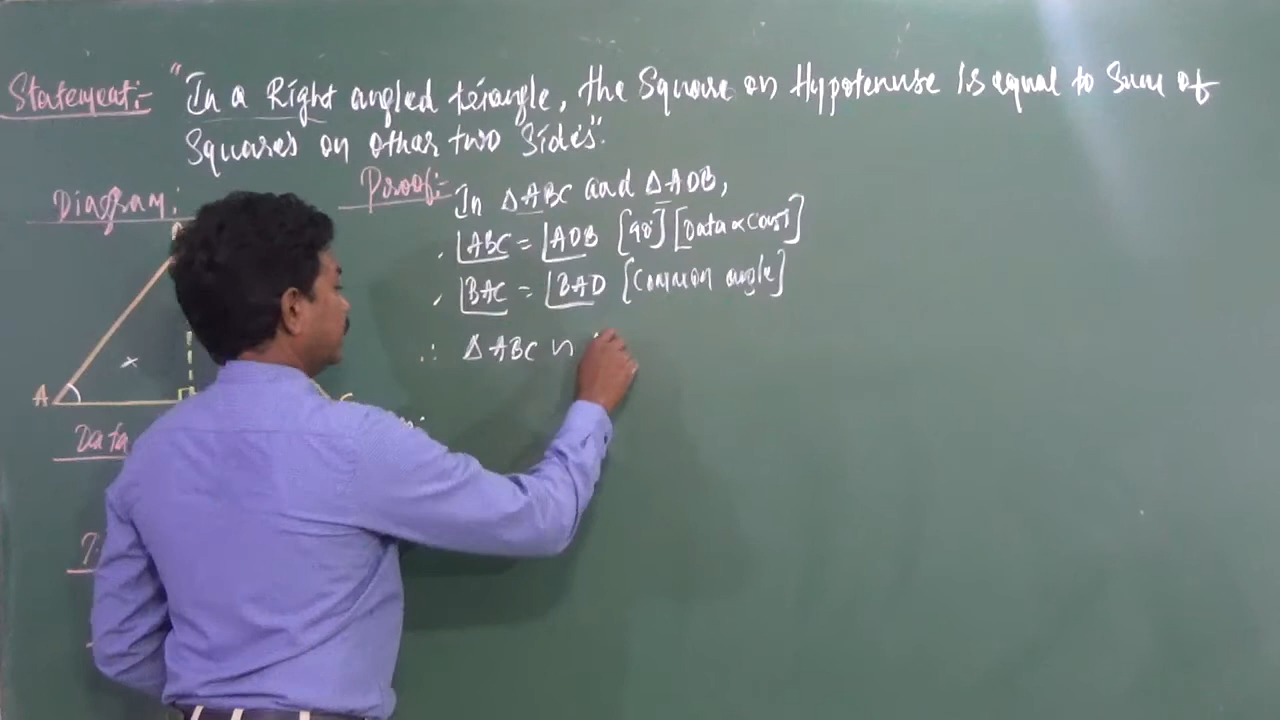 Statement:- "In a Right angled triangle, the Square on Hypotenuse is equal to Sum of
Squares on other two Sides".
Diagram:
Proof:- In ΔABC and ΔADB,
∠ABC = ∠ADB [90°] [Data & Const]
∠BAC = ∠BAD [Common angle]
∴ ΔABC ∽
A
x
Data